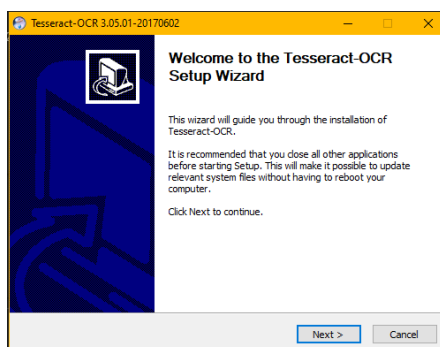 Tesseract-OCR 3.05.01-20170602
Welcome to the Tesseract-OCR
Setup Wizard
This wizard will guide you through the installation of
Tesseract-OCR.
It is recommended that you close all other applications
before starting Setup. This will make it possible to update
relevant system files without having to reboot your
computer.
Click Next to continue.
Next >
Cancel